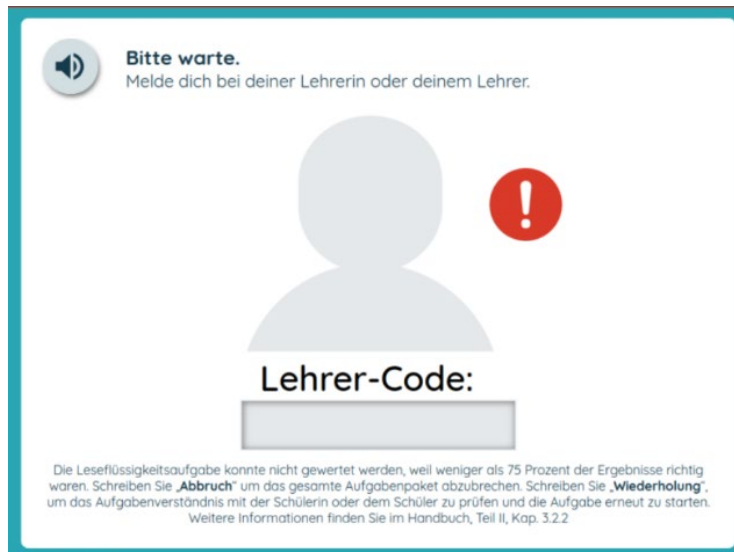 Bitte warte.
Melde dich bei deiner Lehrerin oder deinem Lehrer.
Lehrer-Code:
Die Leseflüssigkeitsaufgabe konnte nicht gewertet werden, weil weniger als 75 Prozent der Ergebnisse richtig
waren. Schreiben Sie „Abbruch“ um das gesamte Aufgabenpaket abzubrechen. Schreiben Sie „Wiederholung“,
um das Aufgabenverständnis mit der Schülerin oder dem Schüler zu prüfen und die Aufgabe erneut zu starten.
Weitere Informationen finden Sie im Handbuch, Teil II, Kap. 3.2.2